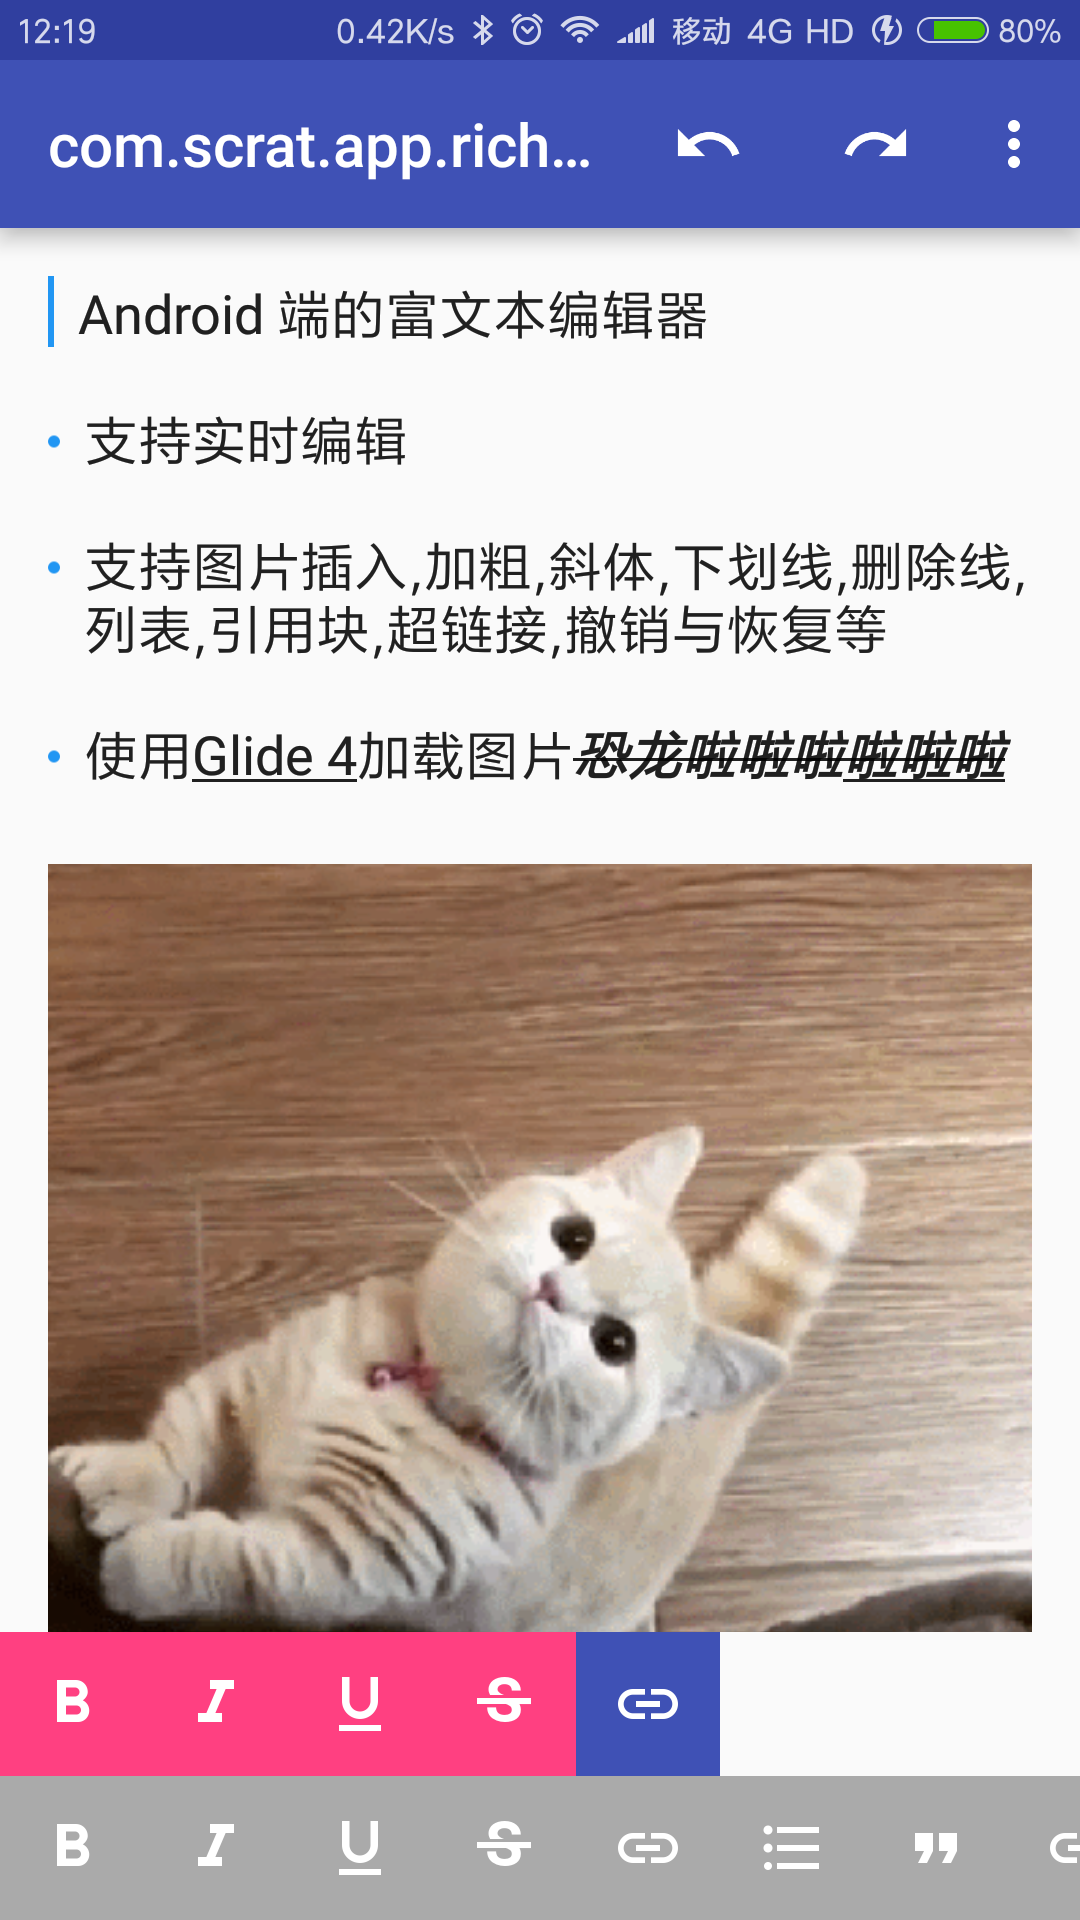 12:19 0.42K/s 移动 4G HD 80%
com.scrat.app.rich...
Android 端的富文本编辑器
支持实时编辑
支持图片插入,加粗,斜体,下划线,删除线,
列表,引用块,超链接,撤销与恢复等
使用Glide 4加载图片恐龙啦啦啦啦啦啦
B I U S
B I U S